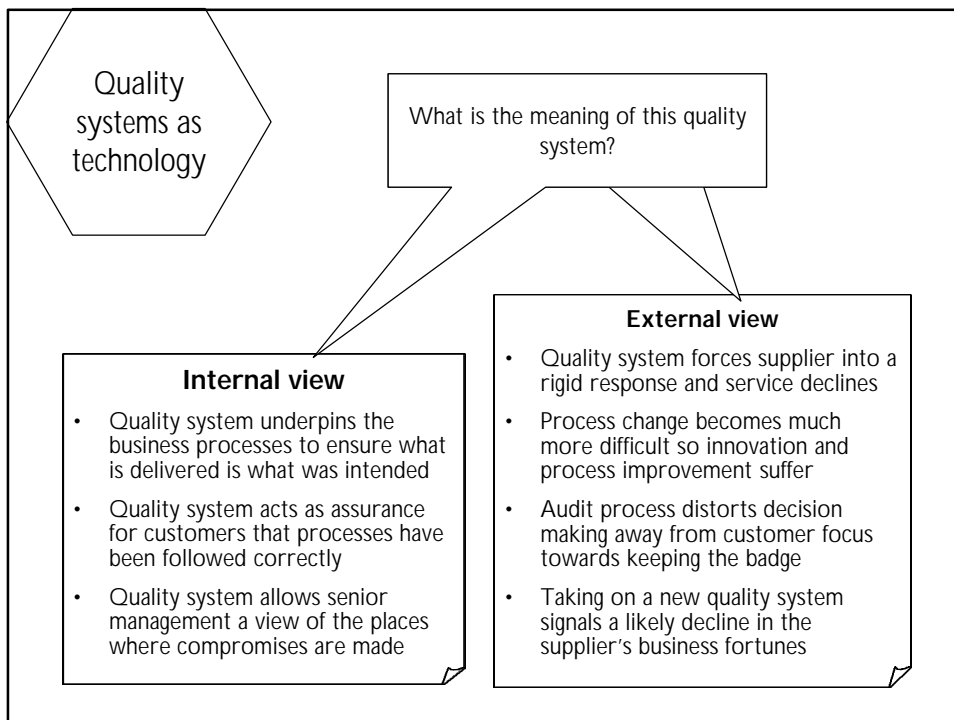 Quality
systems as
technology
What is the meaning of this quality
system?
Internal view
• Quality system underpins the
business processes to ensure what
is delivered is what was intended
• Quality system acts as assurance
for customers that processes have
been followed correctly
• Quality system allows senior
management a view of the places
where compromises are made
External view
• Quality system forces supplier into a
rigid response and service declines
• Process change becomes much
more difficult so innovation and
process improvement suffer
• Audit process distorts decision
making away from customer focus
towards keeping the badge
• Taking on a new quality system
signals a likely decline in the
supplier's business fortunes